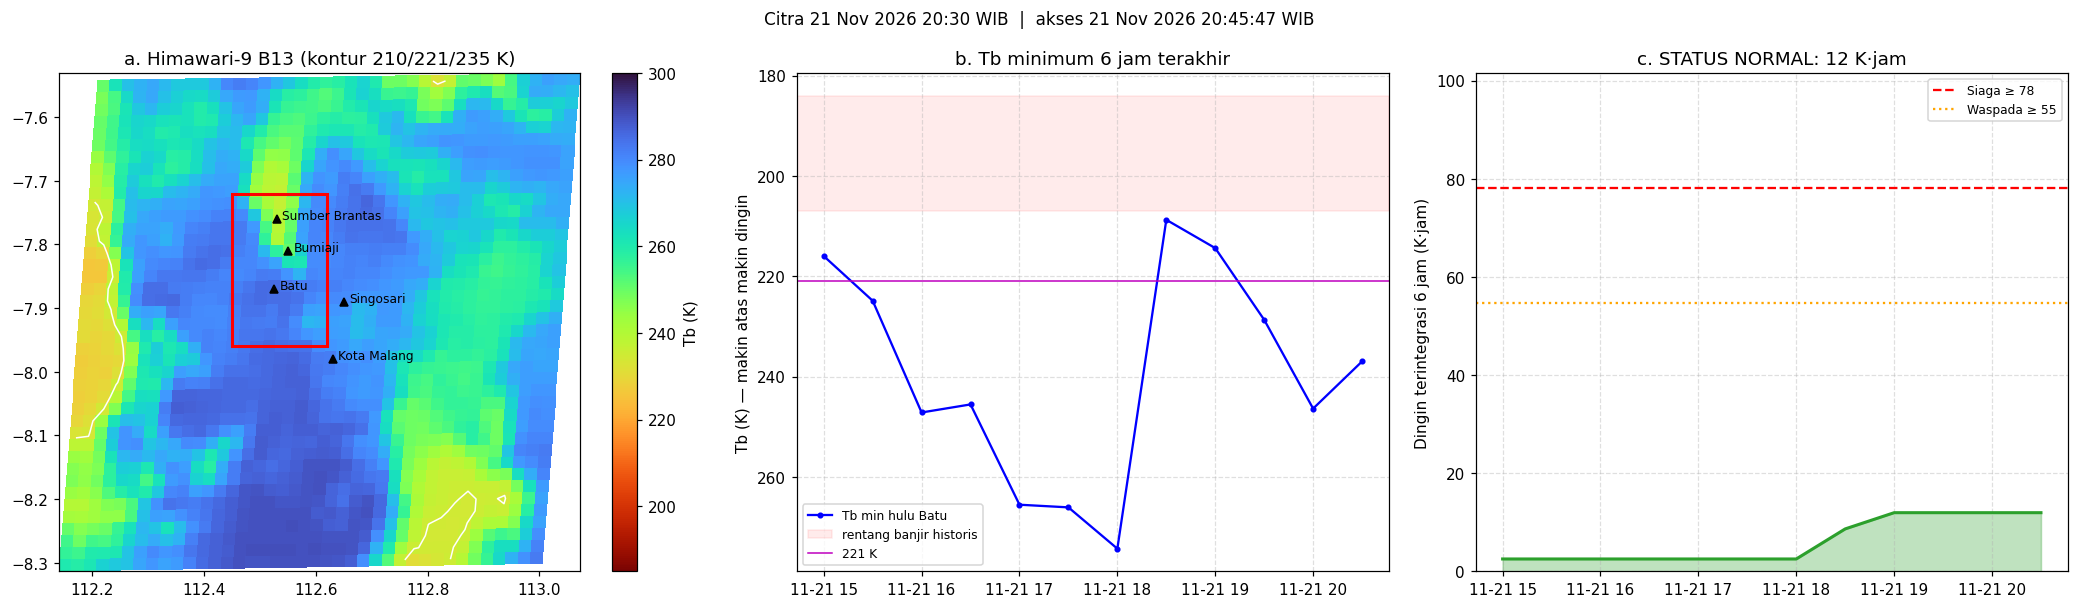 Citra 21 Nov 2026 20:30 WIB  |  akses 21 Nov 2026 20:45:47 WIB
a. Himawari-9 B13 (kontur 210/221/235 K)
−7.6
−7.7
−7.8
−7.9
−8.0
−8.1
−8.2
−8.3
112.2
112.4
112.6
112.8
113.0
Sumber Brantas
Bumiaji
Batu
Singosari
Kota Malang
300
280
260
240
220
200
Tb (K)
b. Tb minimum 6 jam terakhir
Tb (K) — makin atas makin dingin
180
200
220
240
260
11-21 15
11-21 16
11-21 17
11-21 18
11-21 19
11-21 20
Tb min hulu Batu
rentang banjir historis
221 K
c. STATUS NORMAL: 12 K·jam
Dingin terintegrasi 6 jam (K·jam)
100
80
60
40
20
0
11-21 15
11-21 16
11-21 17
11-21 18
11-21 19
11-21 20
Siaga ≥ 78
Waspada ≥ 55